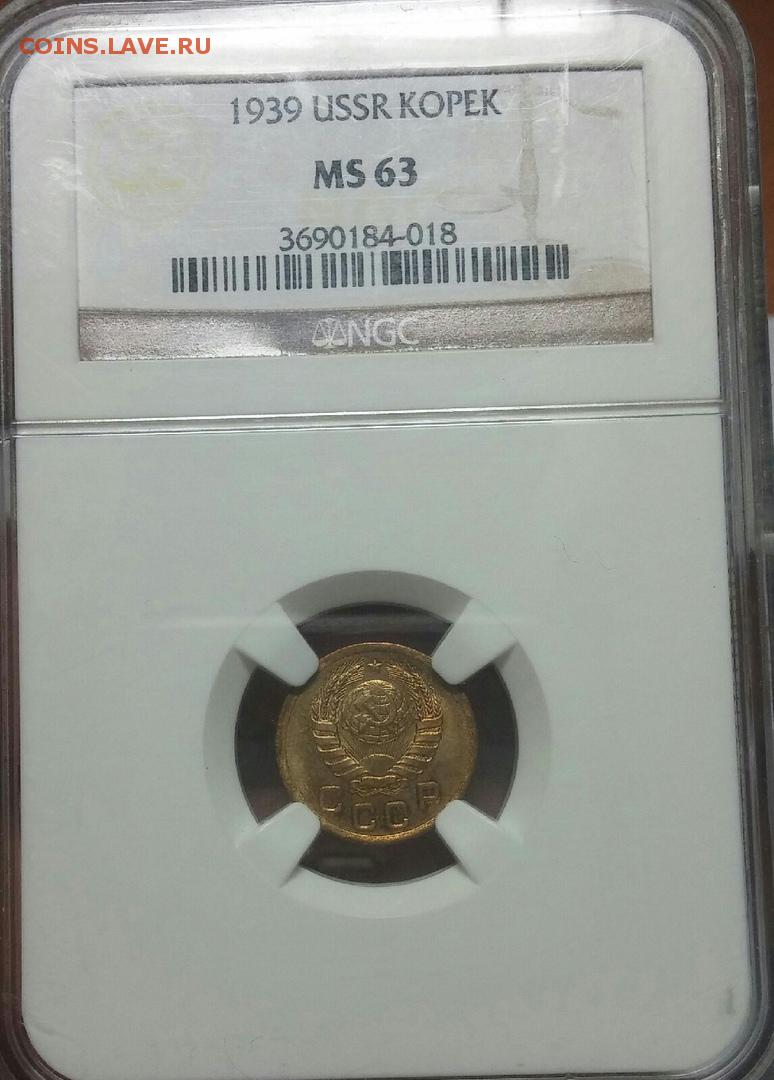 COINS.LAVE.RU
1939 USSR KOPEK
MS 63
3690184-018
NGC
СССР